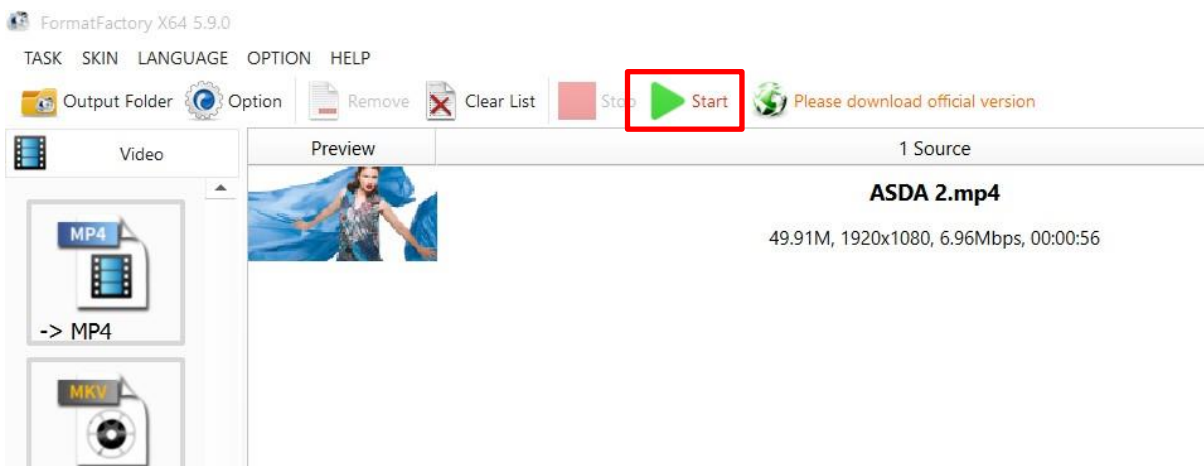 FormatFactory X64 5.9.0
TASK SKIN LANGUAGE OPTION HELP
Output Folder Option Remove Clear List Stop Start Please download official version
Video Preview 1 Source
ASDA 2.mp4
49.91M, 1920x1080, 6.96Mbps, 00:00:56
MP4
-> MP4
MKV